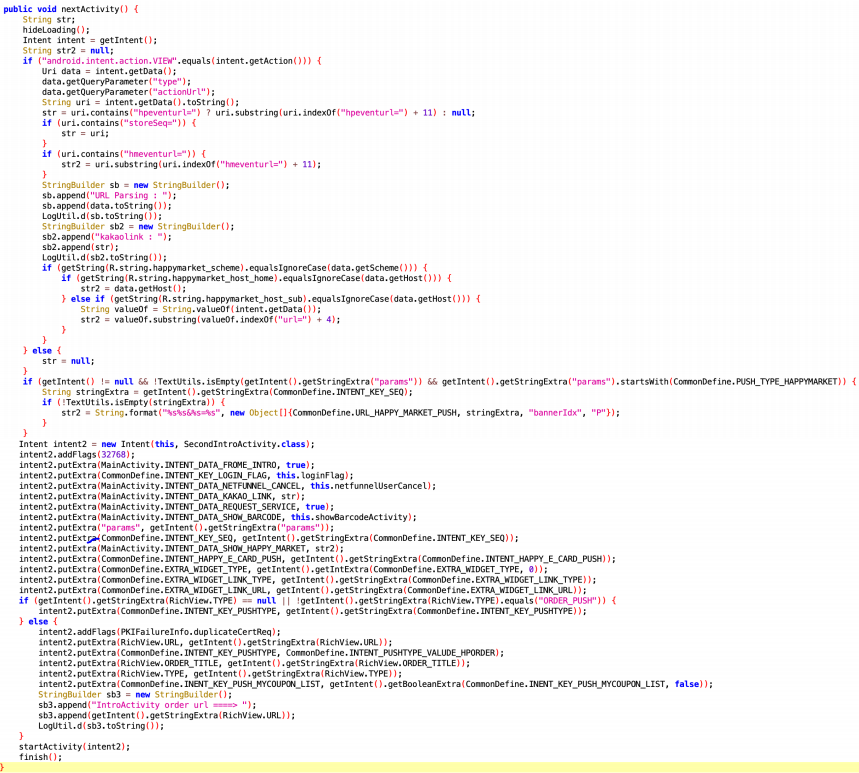 public void nextActivity() {
String str;
hideLoading();
Intent intent = getIntent();
String str2 = null;
if ("android.intent.action.VIEW".equals(intent.getAction())) {
Uri data = intent.getData();
data.getQueryParameter("type");
data.getQueryParameter("actionUrl");
String uri = intent.getData().toString();
str = uri.contains("hpeventurl=") ? uri.substring(uri.indexOf("hpeventurl=") + 11) : null;
if (uri.contains("storeSeq=")) {
str = uri;
}
if (uri.contains("hmeventurl=")) {
str2 = uri.substring(uri.indexOf("hmeventurl=") + 11);
}
StringBuilder sb = new StringBuilder();
sb.append("URL Parsing : ");
sb.append(data.toString());
LogUtil.d(sb.toString());
StringBuilder sb2 = new StringBuilder();
sb2.append("kakaolink : ");
sb2.append(str);
LogUtil.d(sb2.toString());
if (getString(R.string.happymarket_scheme).equalsIgnoreCase(data.getScheme())) {
if (getString(R.string.happymarket_host_home).equalsIgnoreCase(data.getHost())) {
str2 = data.getHost();
} else if (getString(R.string.happymarket_host_sub).equalsIgnoreCase(data.getHost())) {
String valueOf = String.valueOf(intent.getData());
str2 = valueOf.substring(valueOf.indexOf("url=") + 4);
}
}
} else {
str = null;
}
if (getIntent() != null && !TextUtils.isEmpty(getIntent().getStringExtra("params")) && getIntent().getStringExtra("params").startsWith(CommonDefine.PUSH_TYPE_HAPPYMARKET)) {
String stringExtra = getIntent().getStringExtra(CommonDefine.INTENT_KEY_SEQ);
if (!TextUtils.isEmpty(stringExtra)) {
str2 = String.format("%s%s&%s=%s", new Object[]{CommonDefine.URL_HAPPY_MARKET_PUSH, stringExtra, "bannerIdx", "P"});
}
}
Intent intent2 = new Intent(this, SecondIntroActivity.class);
intent2.addFlags(32768);
intent2.putExtra(MainActivity.INTENT_DATA_FROME_INTRO, true);
intent2.putExtra(CommonDefine.INTENT_KEY_LOGIN_FLAG, this.loginFlag);
intent2.putExtra(MainActivity.INTENT_DATA_NETFUNNEL_CANCEL, this.netfunnelUserCancel);
intent2.putExtra(MainActivity.INTENT_DATA_KAKAO_LINK, str);
intent2.putExtra(MainActivity.INTENT_DATA_REQUEST_SERVICE, true);
intent2.putExtra(MainActivity.INTENT_DATA_SHOW_BARCODE, this.showBarcodeActivity);
intent2.putExtra("params", getIntent().getStringExtra("params"));
intent2.putExtra(CommonDefine.INTENT_KEY_SEQ, getIntent().getStringExtra(CommonDefine.INTENT_KEY_SEQ));
intent2.putExtra(MainActivity.INTENT_DATA_SHOW_HAPPY_MARKET, str2);
intent2.putExtra(CommonDefine.INTENT_HAPPY_E_CARD_PUSH, getIntent().getStringExtra(CommonDefine.INTENT_HAPPY_E_CARD_PUSH));
intent2.putExtra(CommonDefine.EXTRA_WIDGET_TYPE, getIntent().getIntExtra(CommonDefine.EXTRA_WIDGET_TYPE, 0));
intent2.putExtra(CommonDefine.EXTRA_WIDGET_LINK_TYPE, getIntent().getStringExtra(CommonDefine.EXTRA_WIDGET_LINK_TYPE));
intent2.putExtra(CommonDefine.EXTRA_WIDGET_LINK_URL, getIntent().getStringExtra(CommonDefine.EXTRA_WIDGET_LINK_URL));
if (getIntent().getStringExtra(RichView.TYPE) == null || !getIntent().getStringExtra(RichView.TYPE).equals("ORDER_PUSH")) {
intent2.putExtra(CommonDefine.INTENT_KEY_PUSHTYPE, getIntent().getStringExtra(CommonDefine.INTENT_KEY_PUSHTYPE));
} else {
intent2.addFlags(PKIFailureInfo.duplicateCertReq);
intent2.putExtra(RichView.URL, getIntent().getStringExtra(RichView.URL));
intent2.putExtra(CommonDefine.INTENT_KEY_PUSHTYPE, CommonDefine.INTENT_PUSHTYPE_VALUDE_HPORDER);
intent2.putExtra(RichView.ORDER_TITLE, getIntent().getStringExtra(RichView.ORDER_TITLE));
intent2.putExtra(RichView.TYPE, getIntent().getStringExtra(RichView.TYPE));
intent2.putExtra(CommonDefine.INENT_KEY_PUSH_MYCOUPON_LIST, getIntent().getBooleanExtra(CommonDefine.INENT_KEY_PUSH_MYCOUPON_LIST, false));
StringBuilder sb3 = new StringBuilder();
sb3.append("IntroActivity order url ====> ");
sb3.append(getIntent().getStringExtra(RichView.URL));
LogUtil.d(sb3.toString());
}
startActivity(intent2);
finish();
}